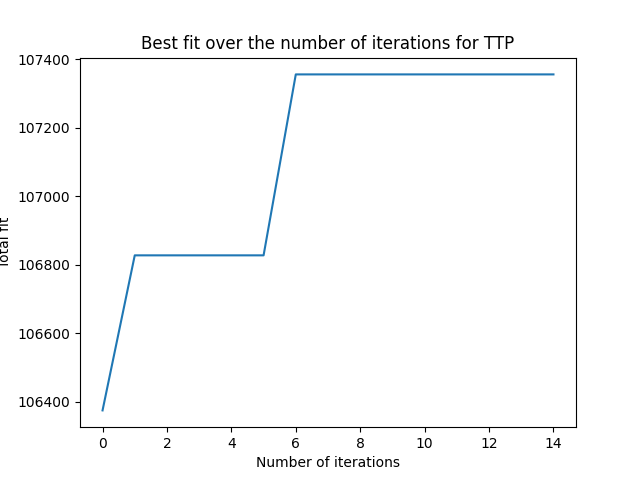 Best fit over the number of iterations for TTP
107400
107200
107000
106800
106600
106400
Total fit
0 2 4 6 8 10 12 14
Number of iterations